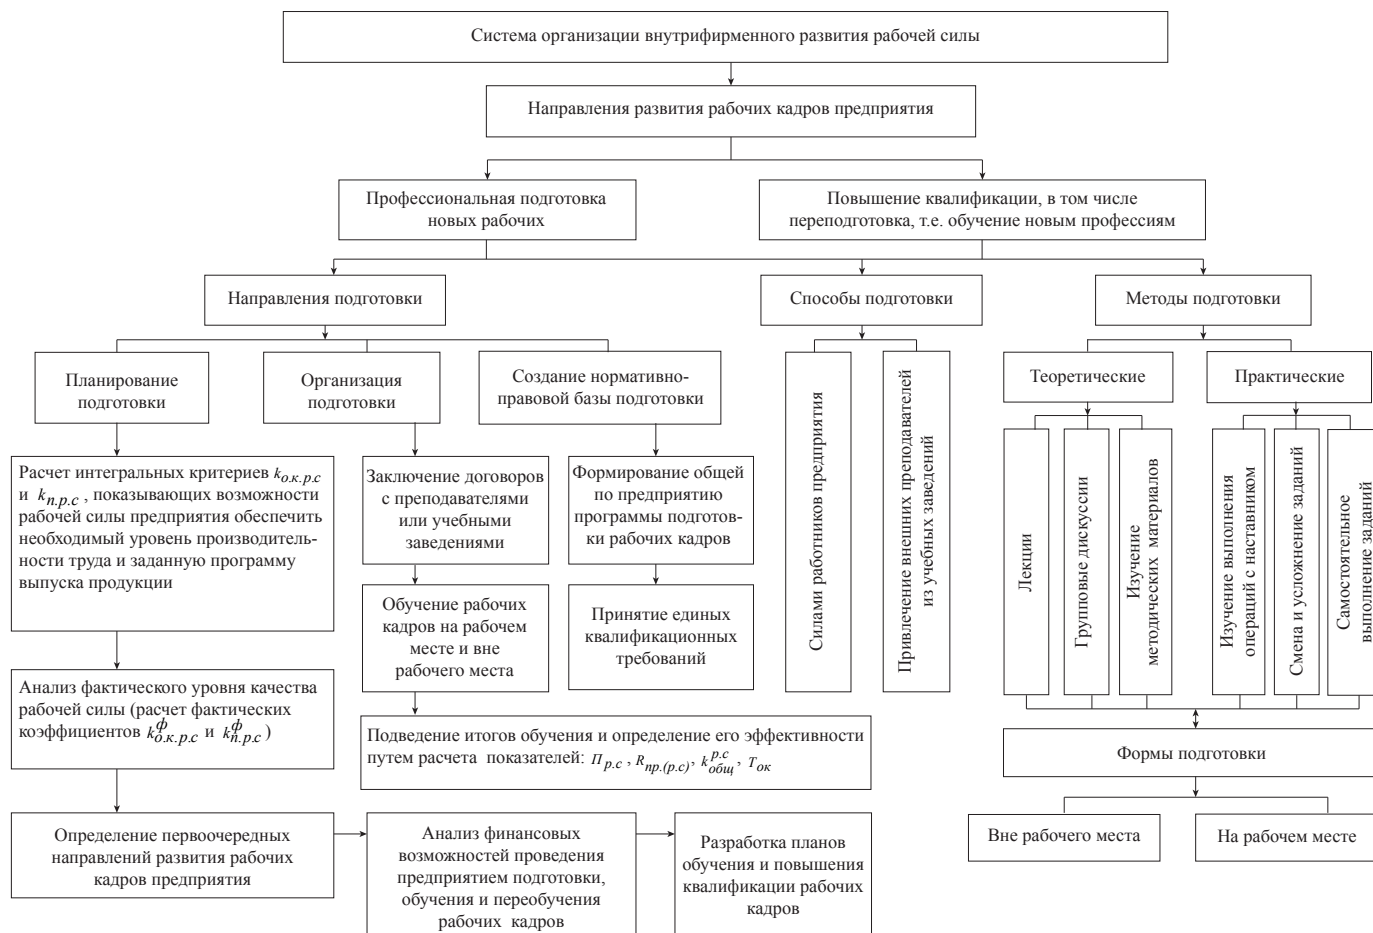 Система организации внутрифирменного развития рабочей силы
Направления развития рабочих кадров предприятия
Профессиональная подготовка
новых рабочих
Повышение квалификации, в том числе
переподготовка, т.е. обучение новым профессиям
Направления подготовки
Способы подготовки
Методы подготовки
Планирование
подготовки
Организация
подготовки
Создание нормативно-
правовой базы подготовки
Силами работников предприятия
Привлечение внешних преподавателей
из учебных заведений
Теоретические
Практические
Расчет интегральных критериев k о.к.р.с
и k п.р.с , показывающих возможности
рабочей силы предприятия обеспечить
необходимый уровень производитель-
ности труда и заданную программу
выпуска продукции
Заключение договоров
с преподавателями
или учебными
заведениями
Формирование общей
по предприятию
программы подготов-
ки рабочих кадров
Лекции
Групповые дискуссии
Изучение
методических материалов
Изучение выполнения
операций с наставником
Смена и усложнение заданий
Самостоятельное
выполнение заданий
Обучение рабочих
кадров на рабочем
месте и вне
рабочего места
Принятие единых
квалификационных
требований
Анализ фактического уровня качества
рабочей силы (расчет фактических
коэффициентов k ф о.к.р.с и k ф п.р.с )
Подведение итогов обучения и определение его эффективности
путем расчета показателей: П р.с , R пр.(р.с) , k р.с общ , Т ок
Формы подготовки
Вне рабочего места
На рабочем месте
Определение первоочередных
направлений развития рабочих
кадров предприятия
Анализ финансовых
возможностей проведения
предприятием подготовки,
обучения и переобучения
рабочих кадров
Разработка планов
обучения и повышения
квалификации рабочих
кадров